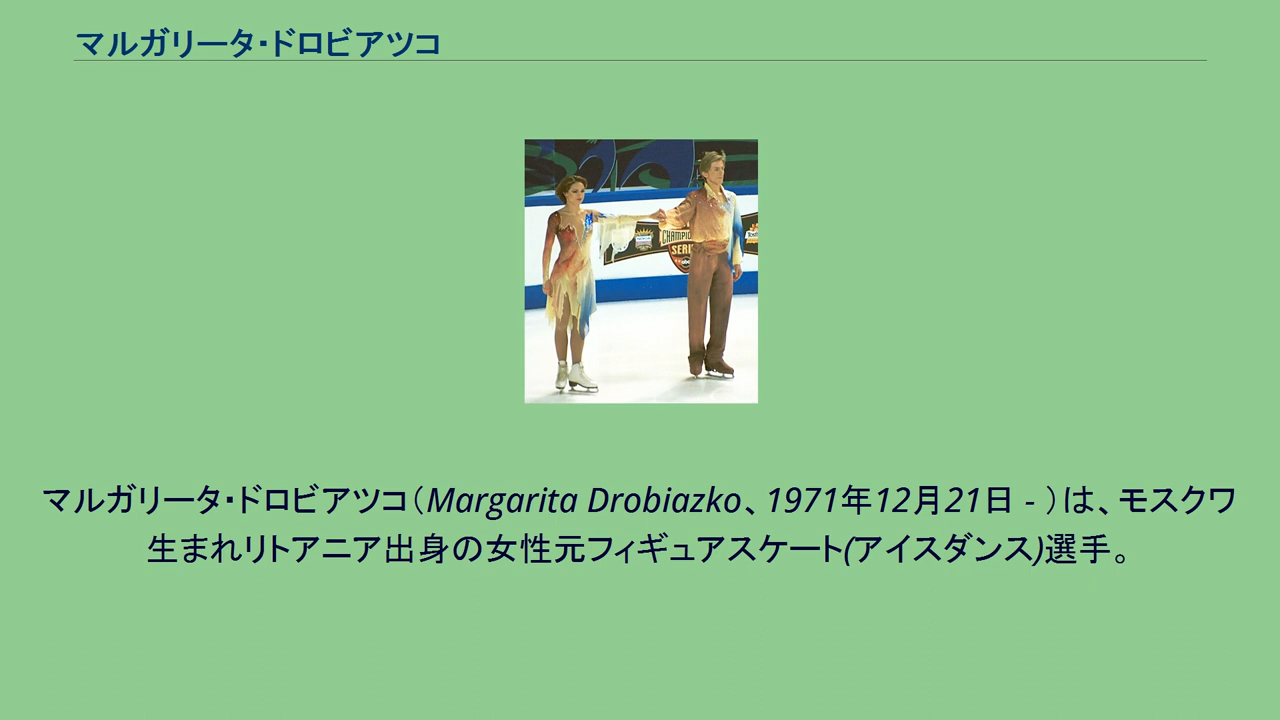 マルガリータ・ドロビアツコ
CHAMPION
SERI
abc
マルガリータ・ドロビアツコ（Margarita Drobiazko、1971年12月21日 - ）は、モスクワ
生まれリトアニア出身の女性元フィギュアスケート(アイスダンス)選手。